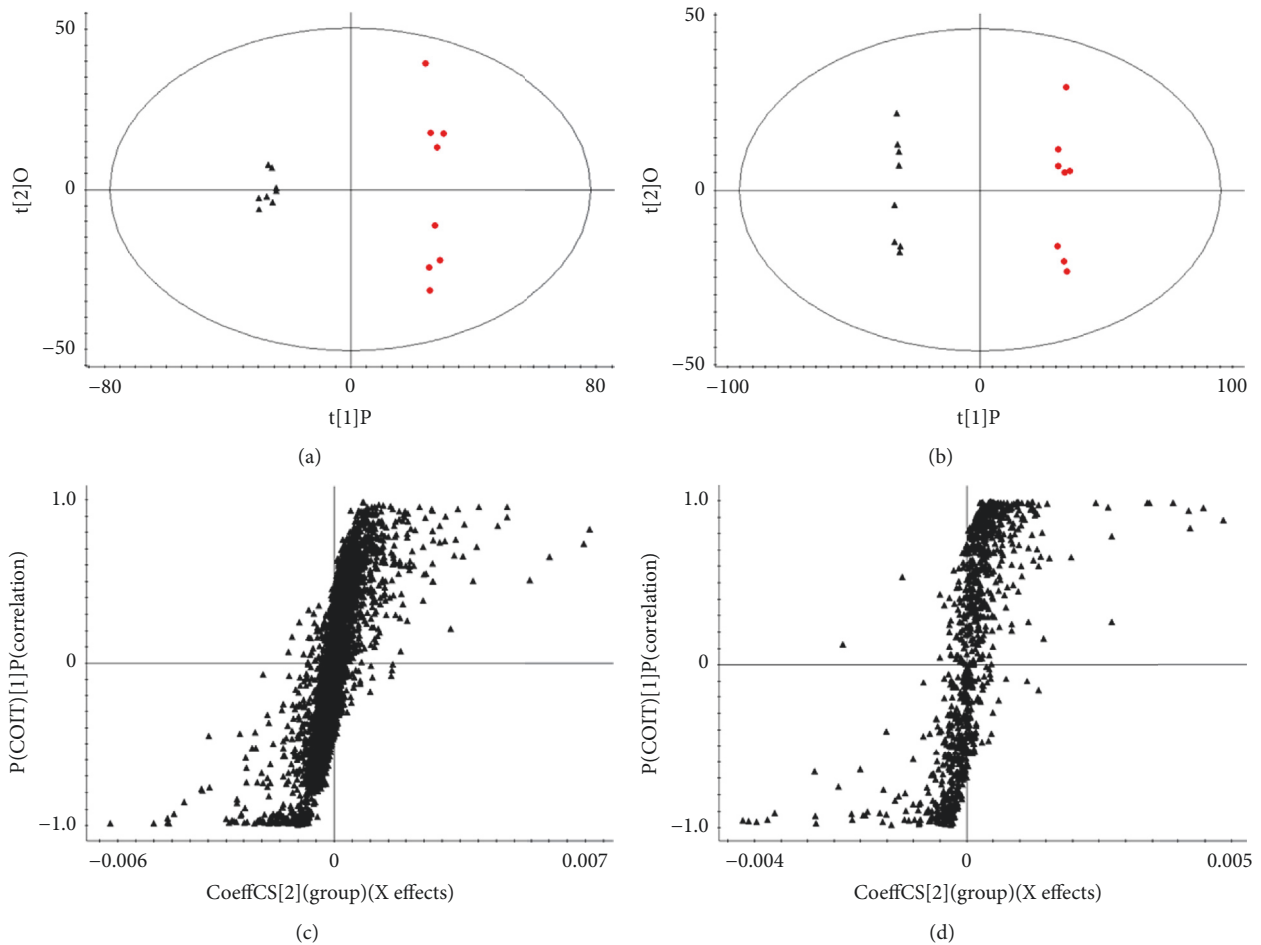 50
0
−50
t[2]O
−80
0
80
t[1]P
(a)
50
0
−50
t[2]O
−100
0
100
t[1]P
(b)
1.0
0
−1.0
P(COIT)[1]P(correlation)
−0.006
0
0.007
CoeffCS[2](group)(X effects)
(c)
1.0
0
−1.0
P(COIT)[1]P(correlation)
−0.004
0
0.005
CoeffCS[2](group)(X effects)
(d)